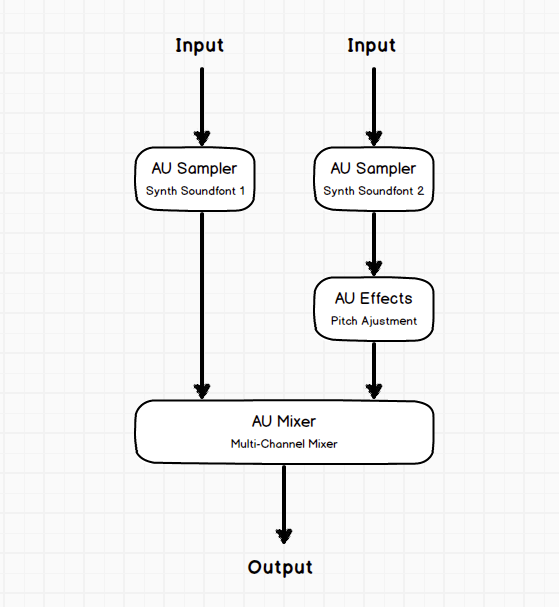 Input
Input
AU Sampler
Synth Soundfont 1
AU Sampler
Synth Soundfont 2
AU Effects
Pitch Ajustment
AU Mixer
Multi-Channel Mixer
Output